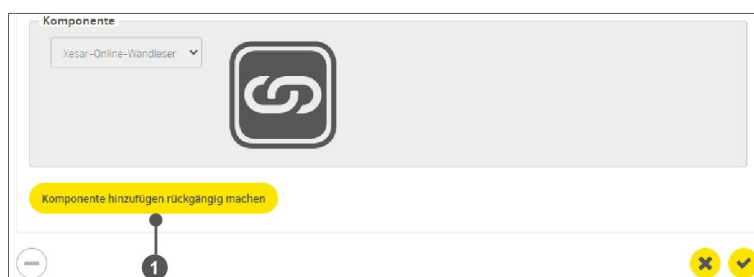 Komponente
Xesar-Online-Wandleser
Komponente hinzufügen rückgängig machen
1